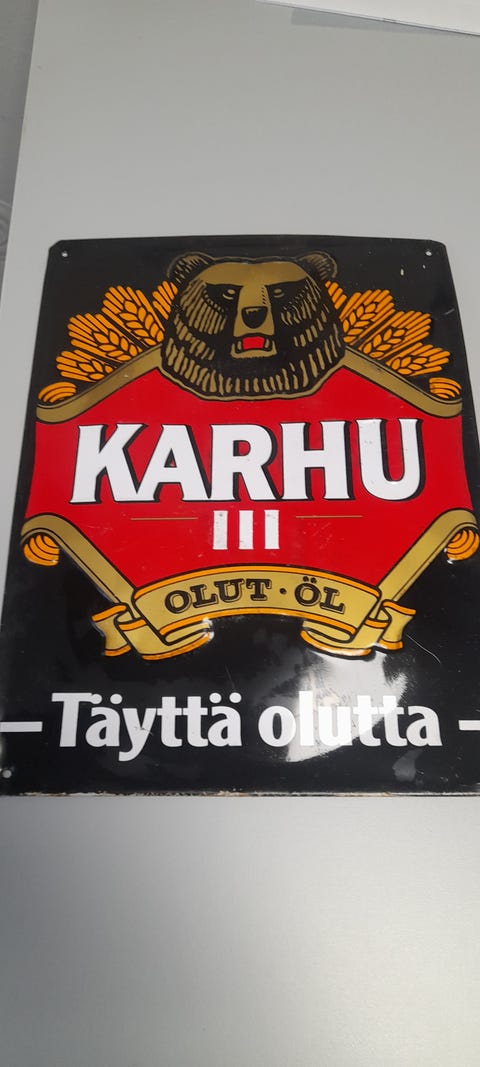 KARHU
III
OLUT · ÖL
– Täyttä olutta –